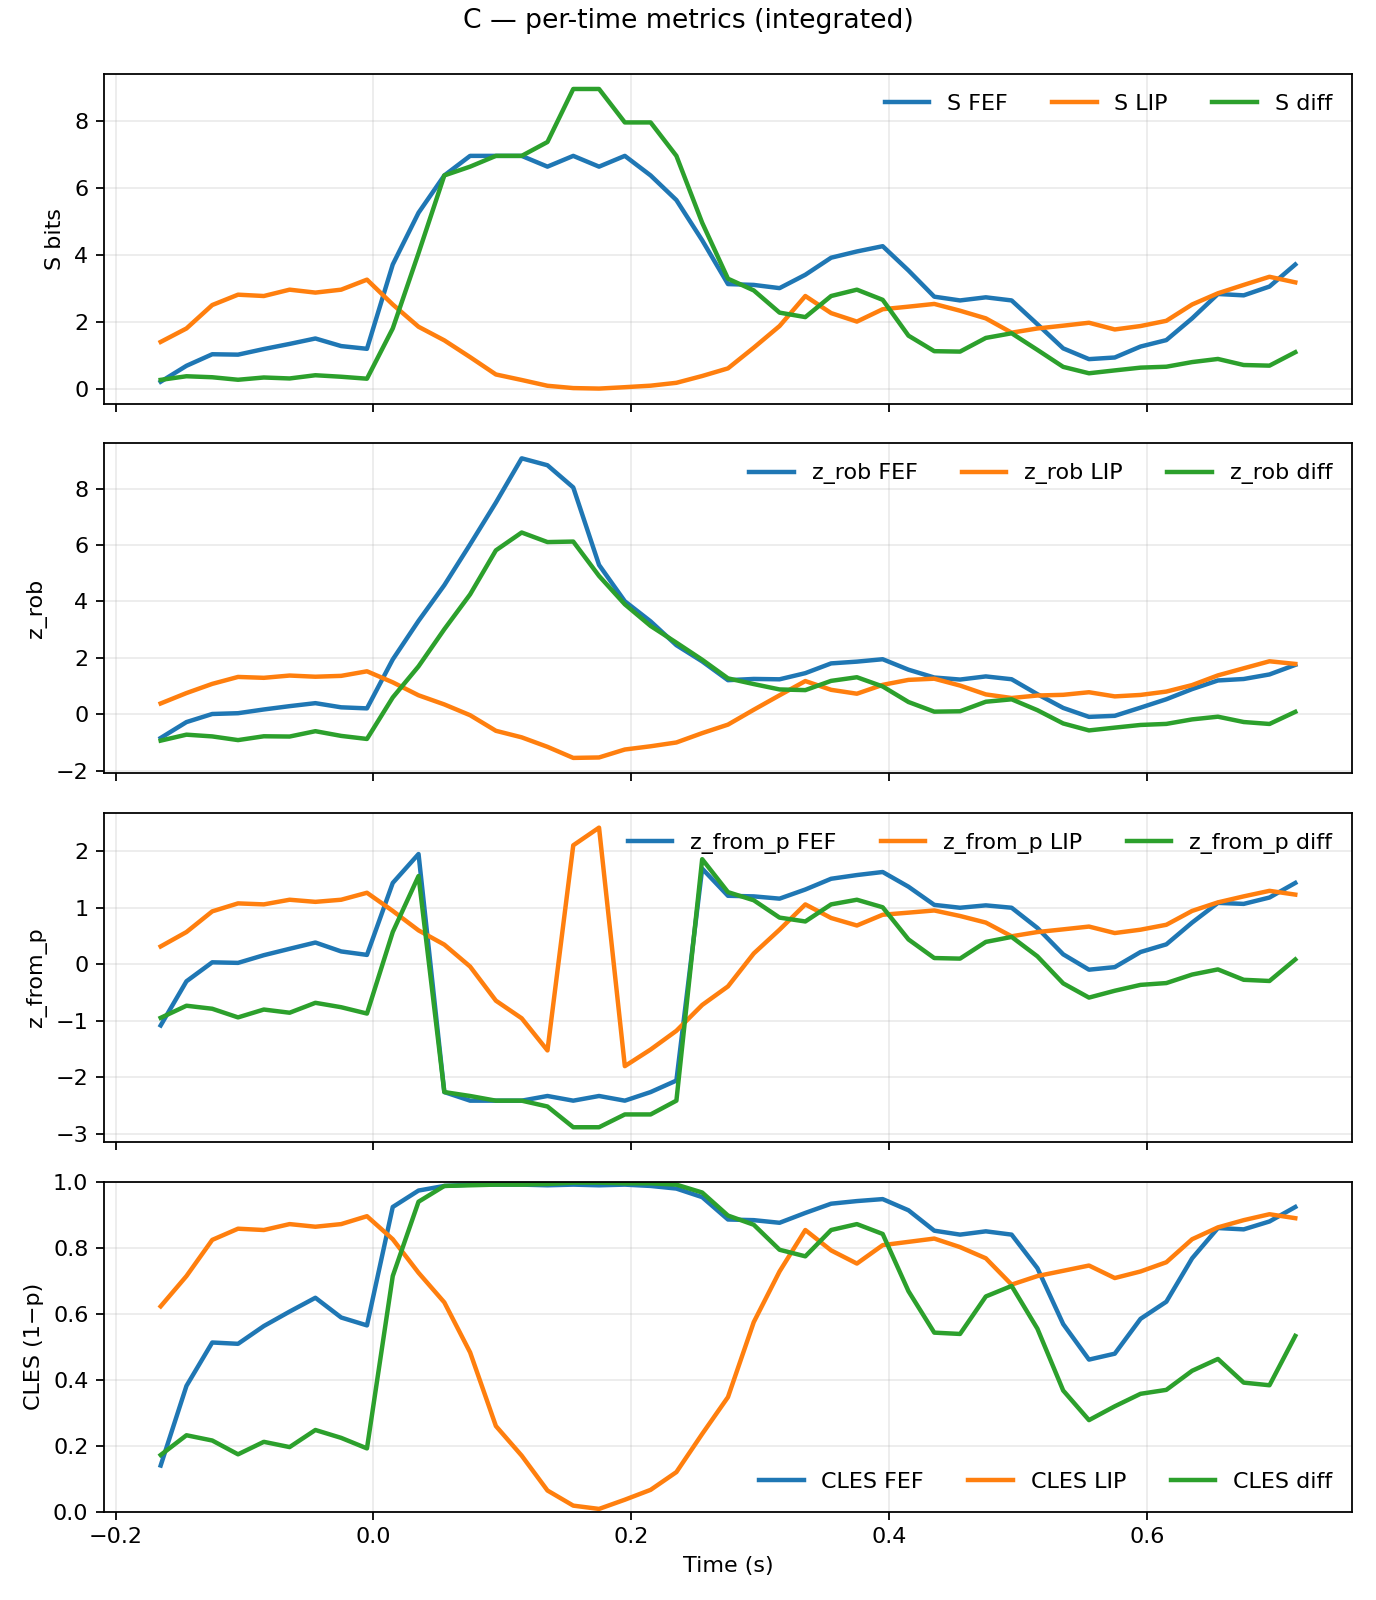 C — per-time metrics (integrated)
S FEF S LIP S diff
8
6
4
2
0
S bits
z_rob FEF z_rob LIP z_rob diff
8
6
4
2
0
−2
z_rob
z_from_p FEF z_from_p LIP z_from_p diff
2
1
0
−1
−2
−3
z_from_p
1.0
0.8
0.6
0.4
0.2
0.0
CLES (1−p)
CLES FEF CLES LIP CLES diff
−0.2 0.0 0.2 0.4 0.6
Time (s)